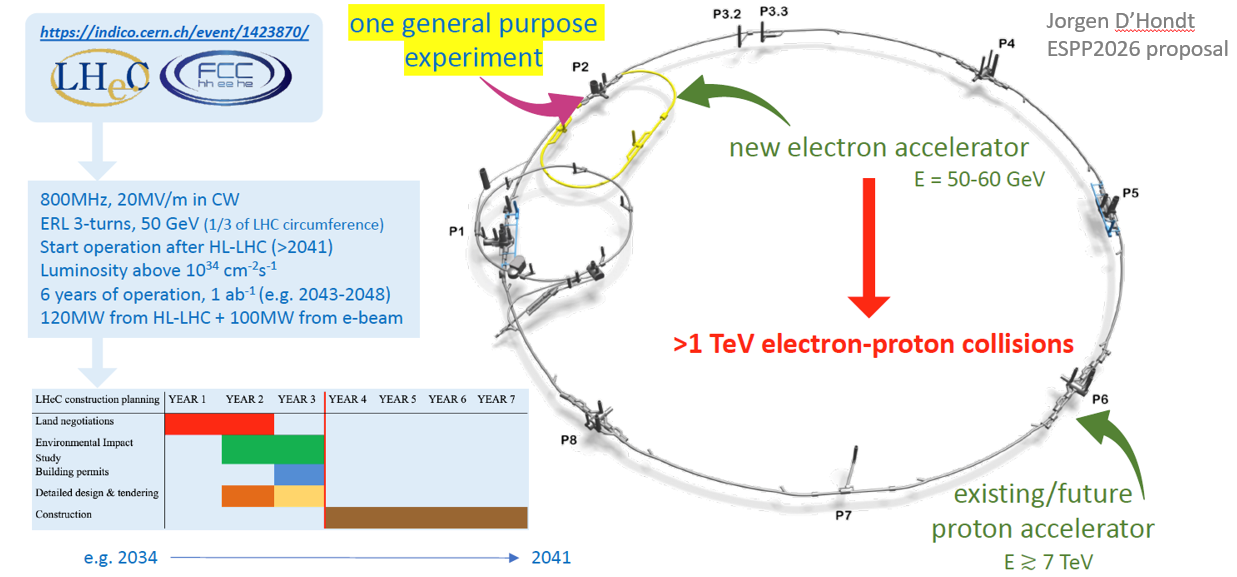 https://indico.cern.ch/event/1423870/
LHeC
FCC
hh ee he
800MHz, 20MV/m in CW
ERL 3-turns, 50 GeV (1/3 of LHC circumference)
Start operation after HL-LHC (>2041)
Luminosity above 10³⁴ cm⁻²s⁻¹
6 years of operation, 1 ab⁻¹ (e.g. 2043-2048)
120MW from HL-LHC + 100MW from e-beam
LHeC construction planning YEAR 1 YEAR 2 YEAR 3 YEAR 4 YEAR 5 YEAR 6 YEAR 7
Land negotiations
Environmental Impact
Study
Building permits
Detailed design & tendering
Construction
e.g. 2034
2041
one general purpose
experiment
P3.2
P3.3
Jorgen D’Hondt
ESPP2026 proposal
P4
P2
new electron accelerator
E = 50-60 GeV
P5
P1
>1 TeV electron-proton collisions
P6
P8
existing/future
proton accelerator
E ≳ 7 TeV
P7